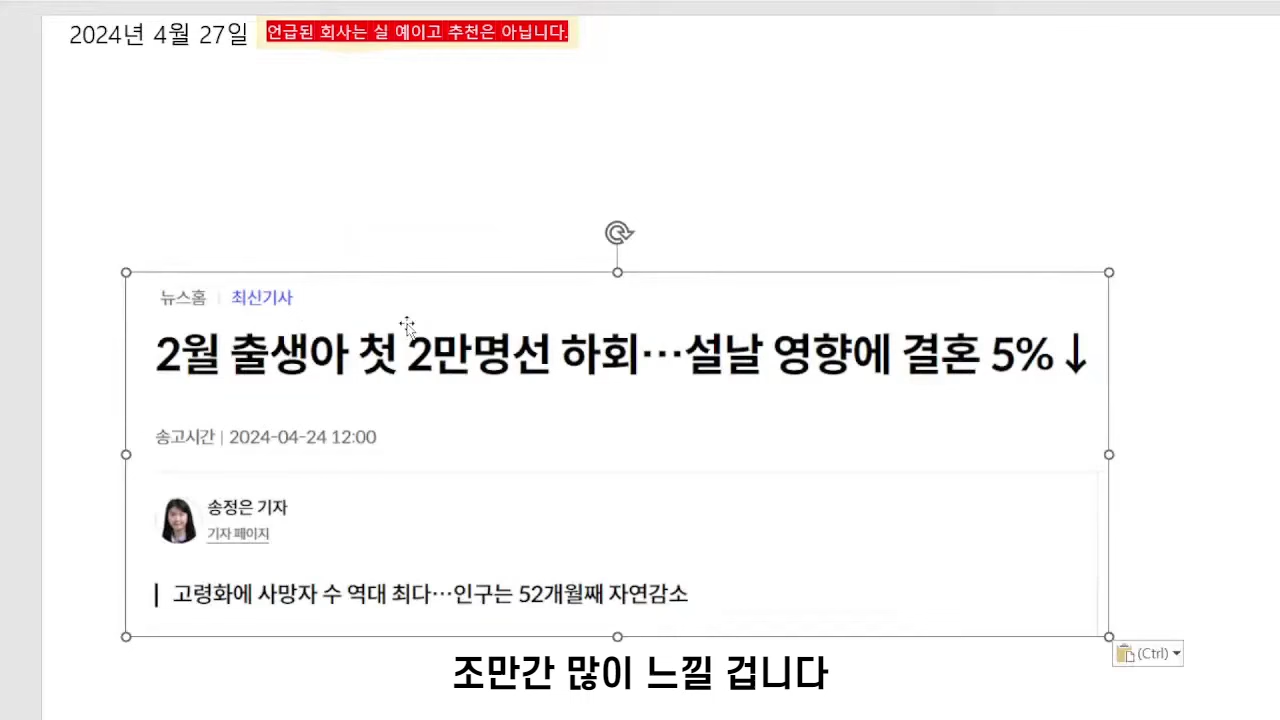 2024년 4월 27일 언급된 회사는 실 예이고 추천은 아닙니다.
뉴스홈 | 최신기사
2월 출생아 첫 2만명선 하회…설날 영향에 결혼 5%↓
송고시간 | 2024-04-24 12:00
송정은 기자
기자 페이지
고령화에 사망자 수 역대 최다…인구는 52개월째 자연감소
(Ctrl)
조만간 많이 느낄 겁니다